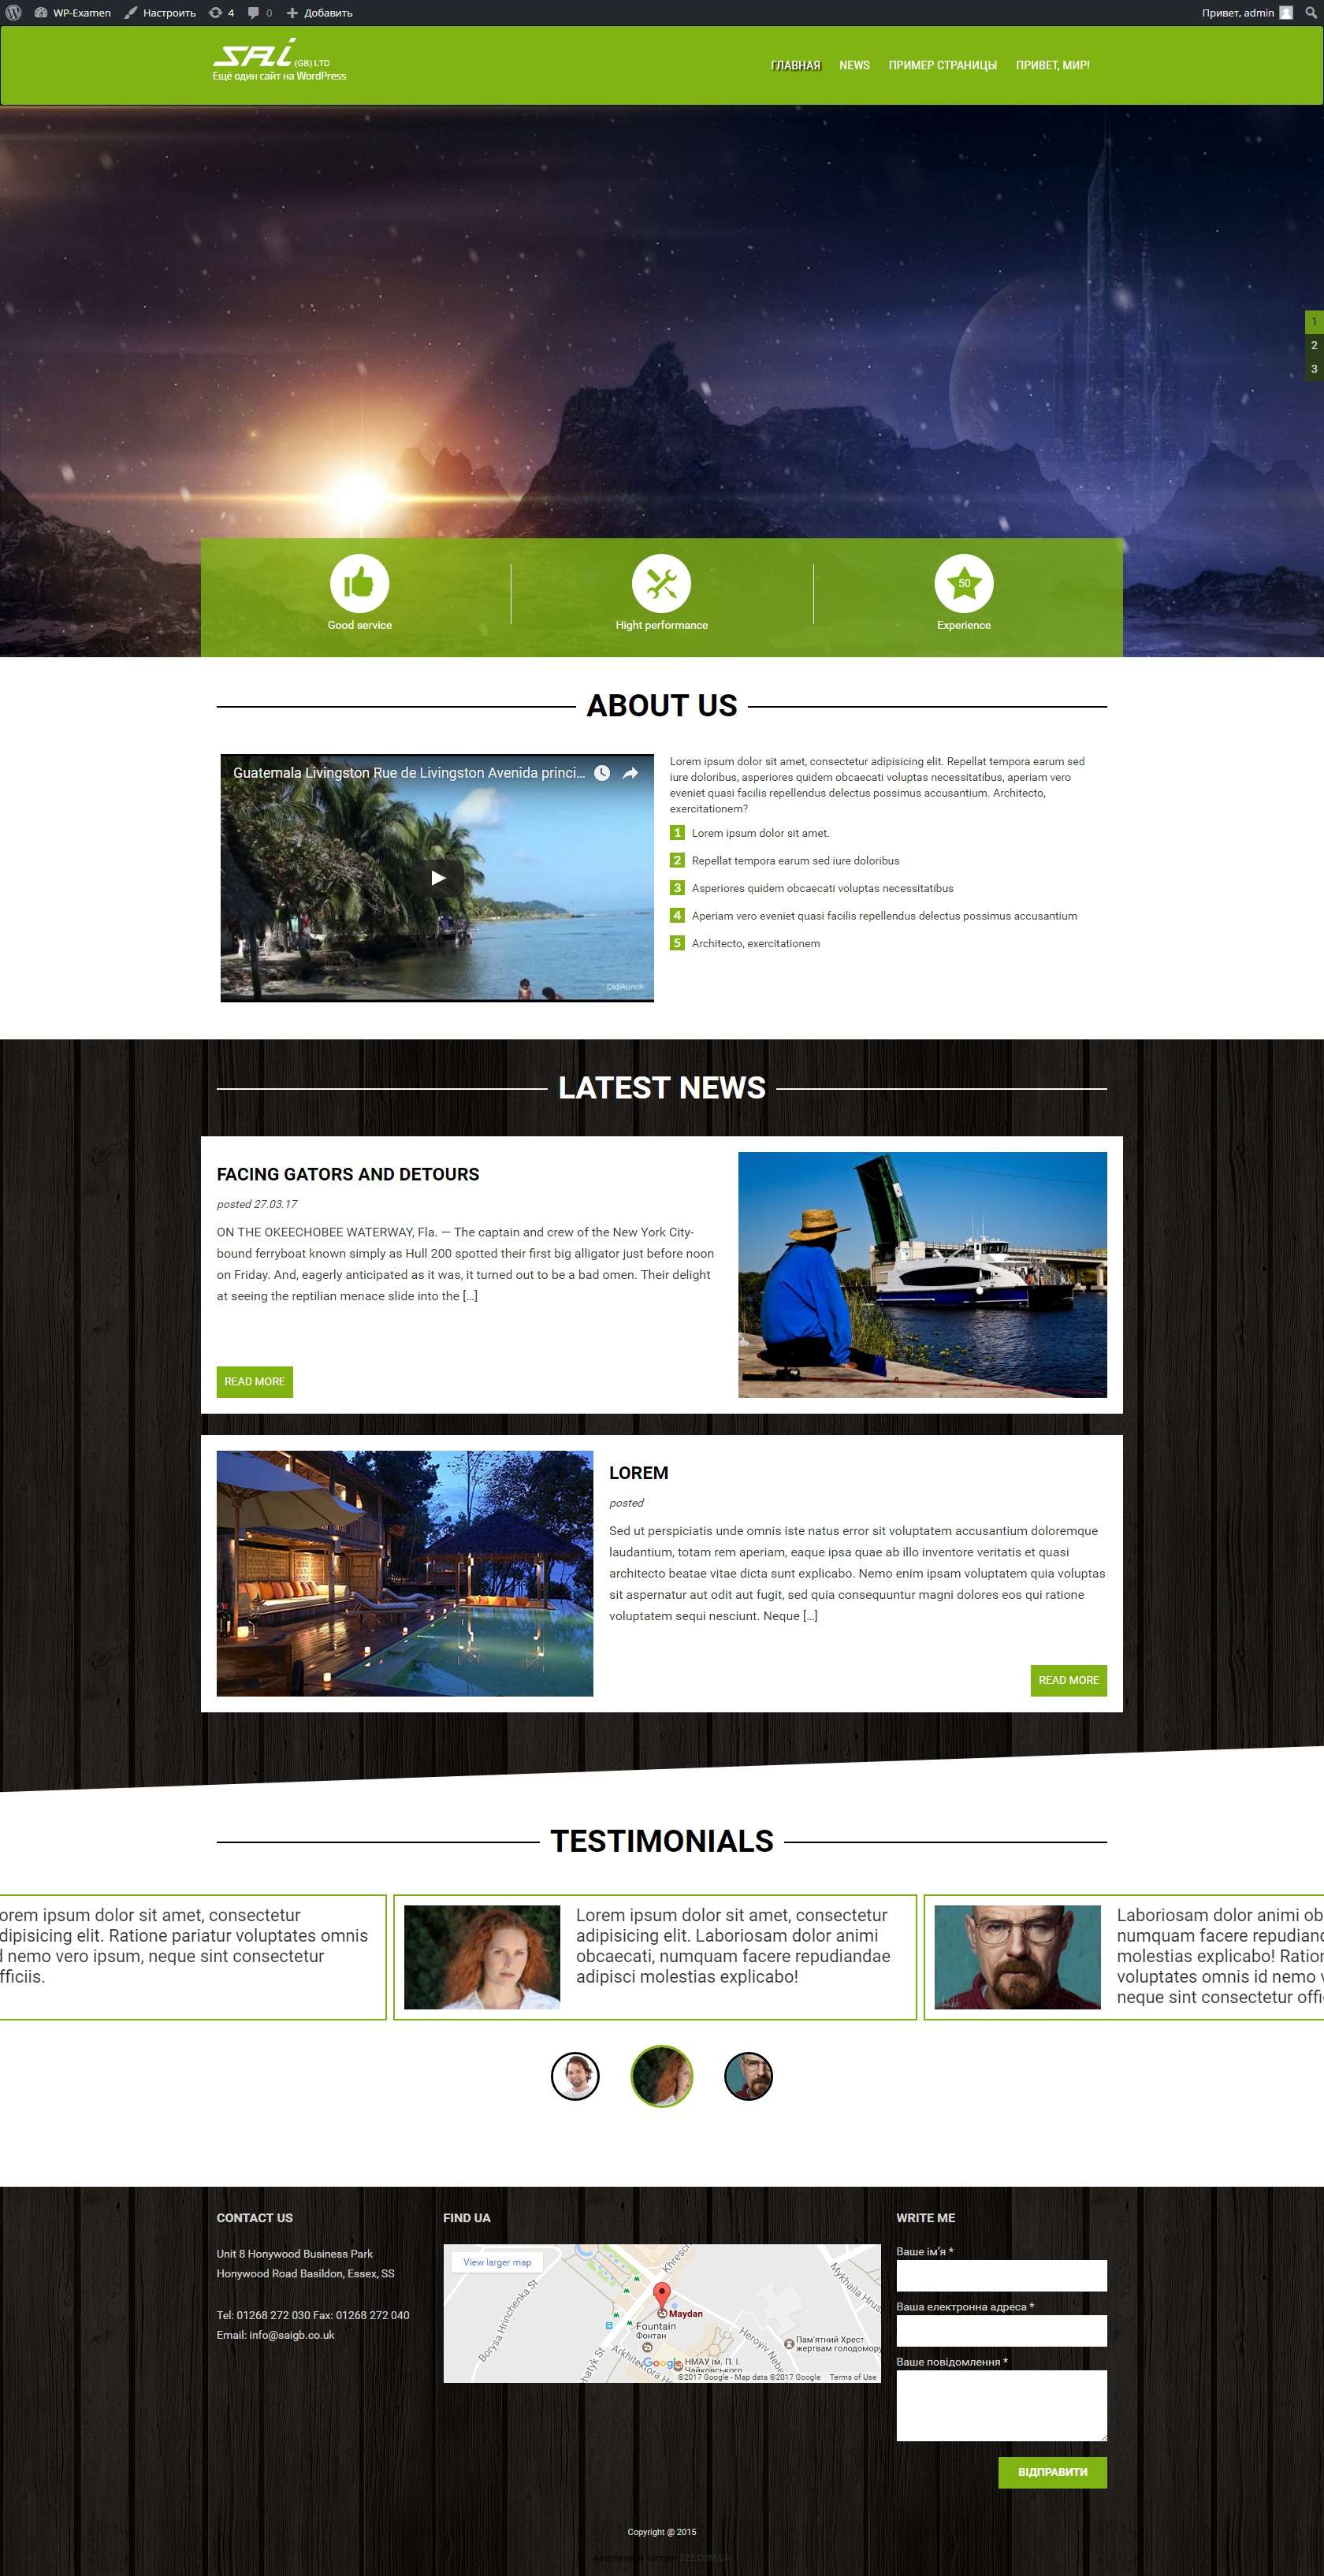 WP-Examen Настроить 4 0 Добавить Привет, admin
SAi (GB) LTD
Ещё один сайт на WordPress
ГЛАВНАЯ NEWS ПРИМЕР СТРАНИЦЫ ПРИВЕТ, МИР!
1
2
3
50
Good service Hight performance Experience
ABOUT US
Guatemala Livingston Rue de Livingston Avenida princi...
DidiAurich
Lorem ipsum dolor sit amet, consectetur adipisicing elit. Repellat tempora earum sed
iure doloribus, asperiores quidem obcaecati voluptas necessitatibus, aperiam vero
eveniet quasi facilis repellendus delectus possimus accusantium. Architecto,
exercitationem?
1 Lorem ipsum dolor sit amet.
2 Repellat tempora earum sed iure doloribus
3 Asperiores quidem obcaecati voluptas necessitatibus
4 Aperiam vero eveniet quasi facilis repellendus delectus possimus accusantium
5 Architecto, exercitationem
LATEST NEWS
FACING GATORS AND DETOURS
posted 27.03.17
ON THE OKEECHOBEE WATERWAY, Fla. — The captain and crew of the New York City-
bound ferryboat known simply as Hull 200 spotted their first big alligator just before noon
on Friday. And, eagerly anticipated as it was, it turned out to be a bad omen. Their delight
at seeing the reptilian menace slide into the [...]
READ MORE
LOREM
posted
Sed ut perspiciatis unde omnis iste natus error sit voluptatem accusantium doloremque
laudantium, totam rem aperiam, eaque ipsa quae ab illo inventore veritatis et quasi
architecto beatae vitae dicta sunt explicabo. Nemo enim ipsam voluptatem quia voluptas
sit aspernatur aut odit aut fugit, sed quia consequuntur magni dolores eos qui ratione
voluptatem sequi nesciunt. Neque [...]
READ MORE
TESTIMONIALS
orem ipsum dolor sit amet, consectetur
dipisicing elit. Ratione pariatur voluptates omnis
d nemo vero ipsum, neque sint consectetur
fficiis.
Lorem ipsum dolor sit amet, consectetur
adipisicing elit. Laboriosam dolor animi
obcaecati, numquam facere repudiandae
adipisci molestias explicabo!
Laboriosam dolor animi ob
numquam facere repudiand
molestias explicabo! Ration
voluptates omnis id nemo v
neque sint consectetur offi
CONTACT US
Unit 8 Honywood Business Park
Honywood Road Basildon, Essex, SS
Tel: 01268 272 030 Fax: 01268 272 040
Email: info@saigb.co.uk
FIND UA
View larger map
Borysa Hrinchenka St
Khresch
Mykhaila Hrus
Maydan
Fountain
Фонтан
Heroyiv Nebe
Arkhitektora H
hatyk St
Пам'ятний Хрест
жертвам голодомору
НМАУ ім. П. І.
Чайковського
Google
©2017 Google - Map data ©2017 Google Terms of Use
WRITE ME
Ваше ім'я *
Ваша електронна адреса *
Ваше повідомлення *
ВІДПРАВИТИ
Copyright @ 2015